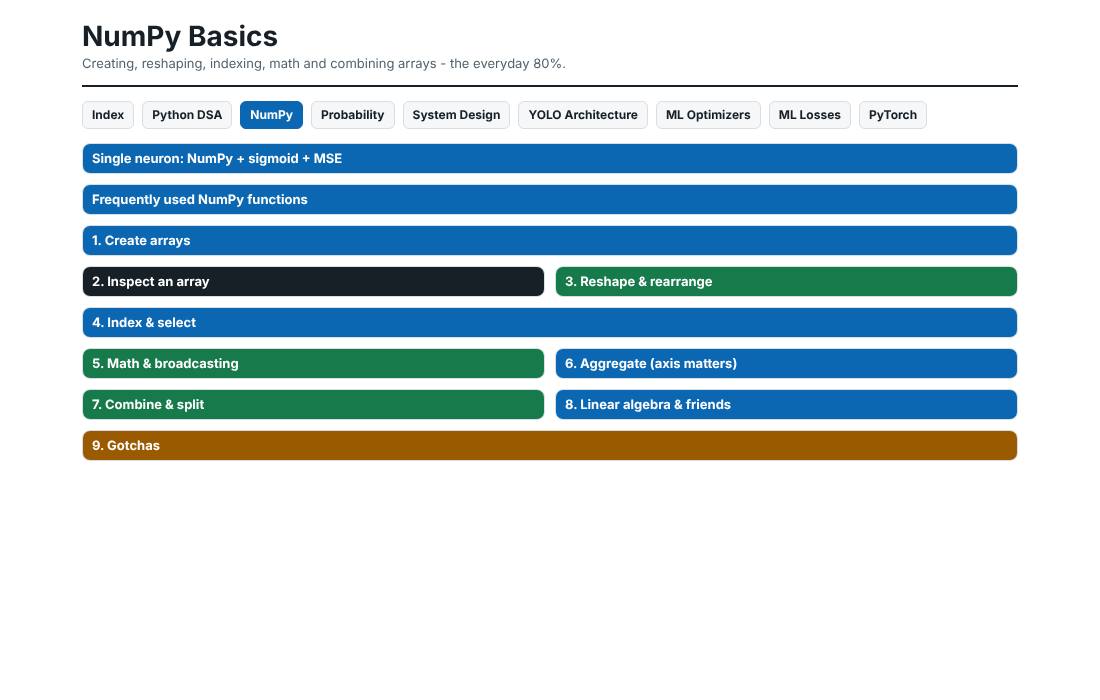 NumPy Basics
Creating, reshaping, indexing, math and combining arrays - the everyday 80%.
Index Python DSA NumPy Probability System Design YOLO Architecture ML Optimizers ML Losses PyTorch
Single neuron: NumPy + sigmoid + MSE
Frequently used NumPy functions
1. Create arrays
2. Inspect an array 3. Reshape & rearrange
4. Index & select
5. Math & broadcasting 6. Aggregate (axis matters)
7. Combine & split 8. Linear algebra & friends
9. Gotchas